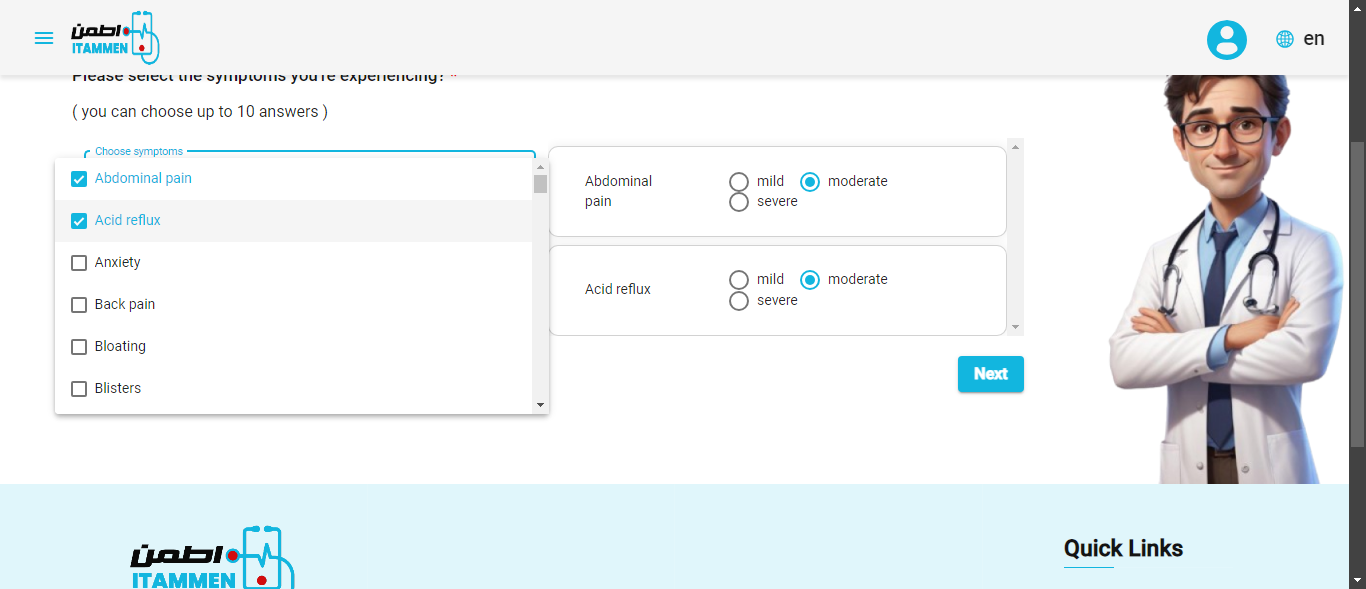 اطمن
ITAMMEN
en
Please select the symptoms you're experiencing? *
( you can choose up to 10 answers )
Choose symptoms
Abdominal pain
Acid reflux
Anxiety
Back pain
Bloating
Blisters
Abdominal
pain
mild
moderate
severe
Acid reflux
mild
moderate
severe
Next
اطمن
ITAMMEN
Quick Links